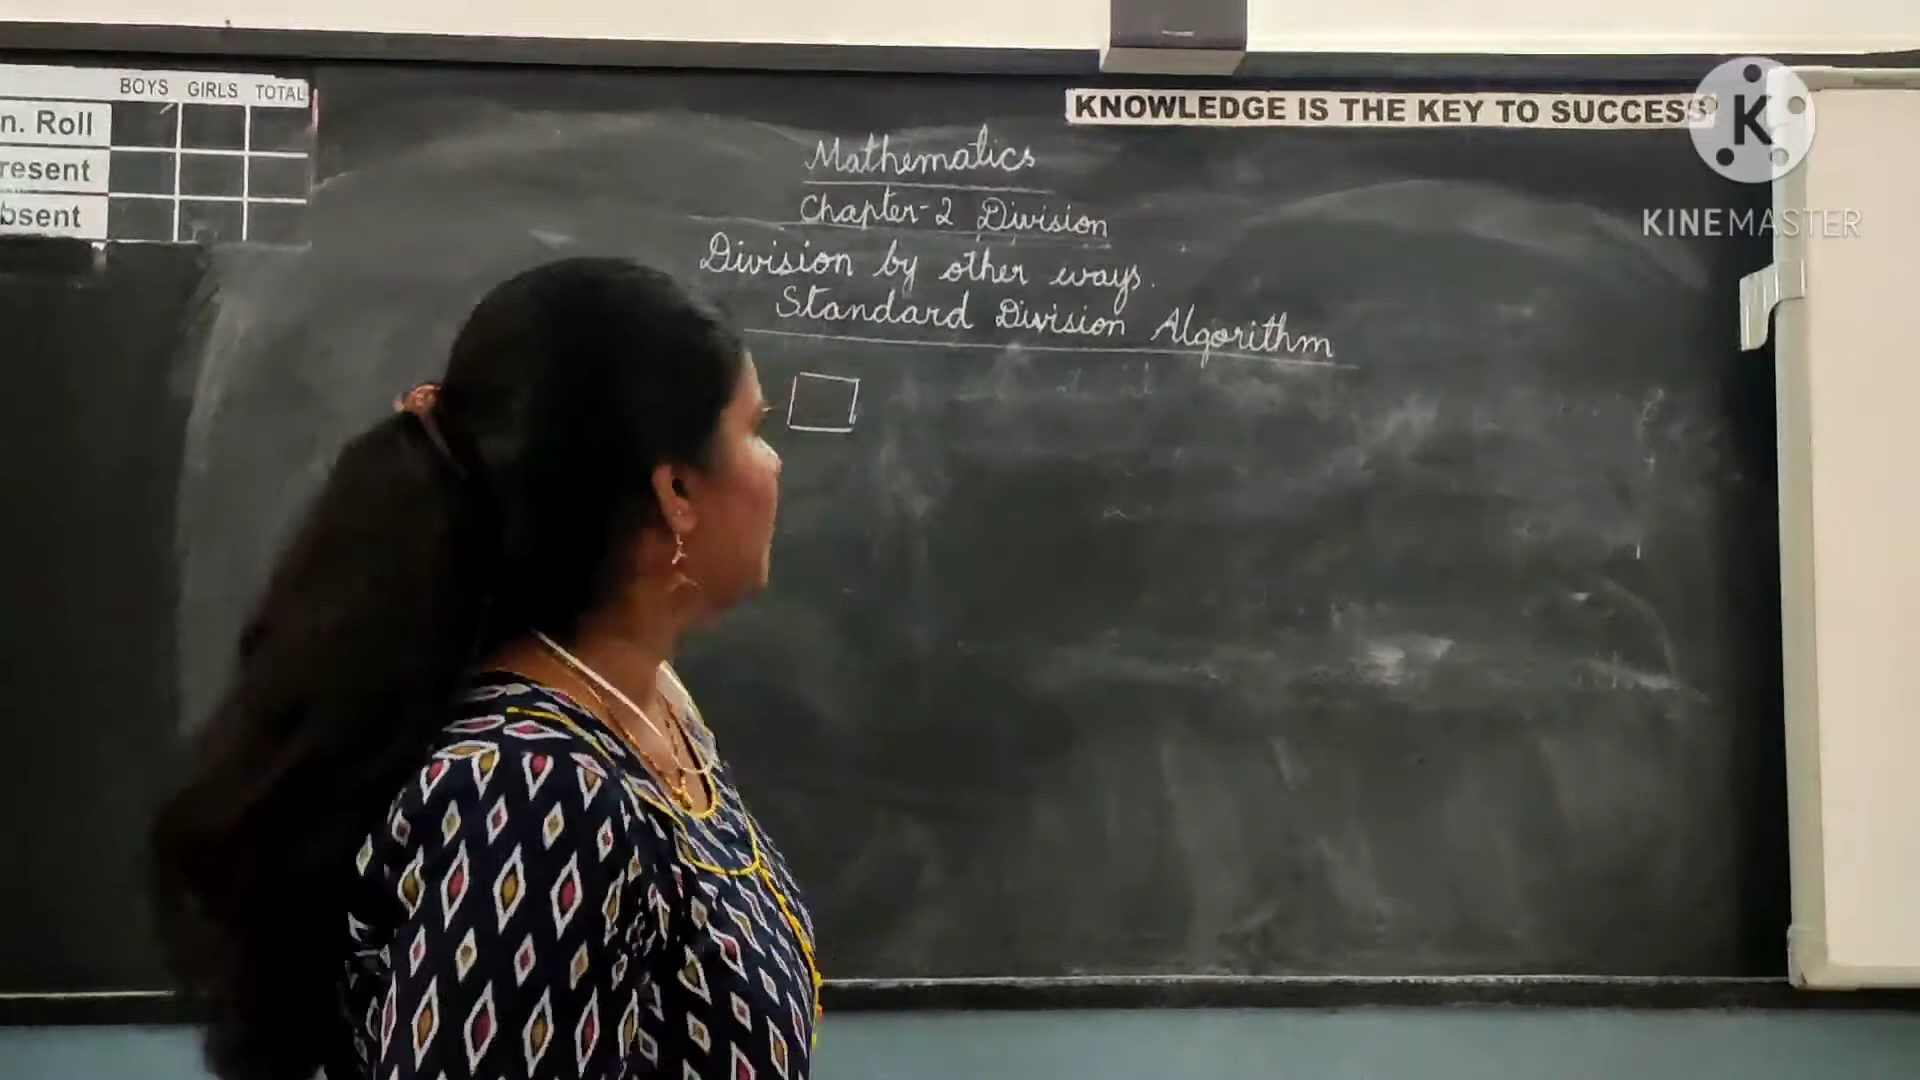 BOYS GIRLS TOTAL
n. Roll
resent
bsent
KNOWLEDGE IS THE KEY TO SUCCESS
K
KINEMASTER
Mathematics
Chapter-2 Division
Division by other ways.
Standard Division Algorithm